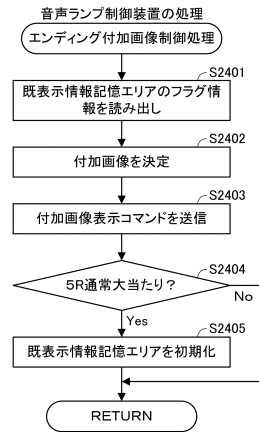 音声ランプ制御装置の処理
エンディング付加画像制御処理
S2401
既表示情報記憶エリアのフラグ情
報を読み出し
S2402
付加画像を決定
S2403
付加画像表示コマンドを送信
S2404
５R通常大当たり？
No
Yes
S2405
既表示情報記憶エリアを初期化
RETURN